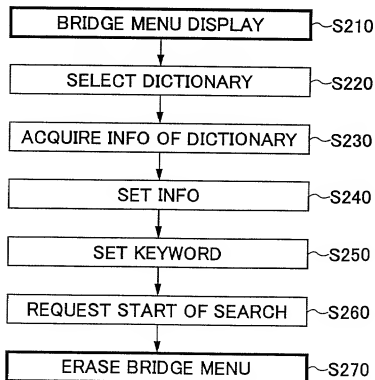 BRIDGE MENU DISPLAY S210
SELECT DICTIONARY S220
ACQUIRE INFO OF DICTIONARY S230
SET INFO S240
SET KEYWORD S250
REQUEST START OF SEARCH S260
ERASE BRIDGE MENU S270